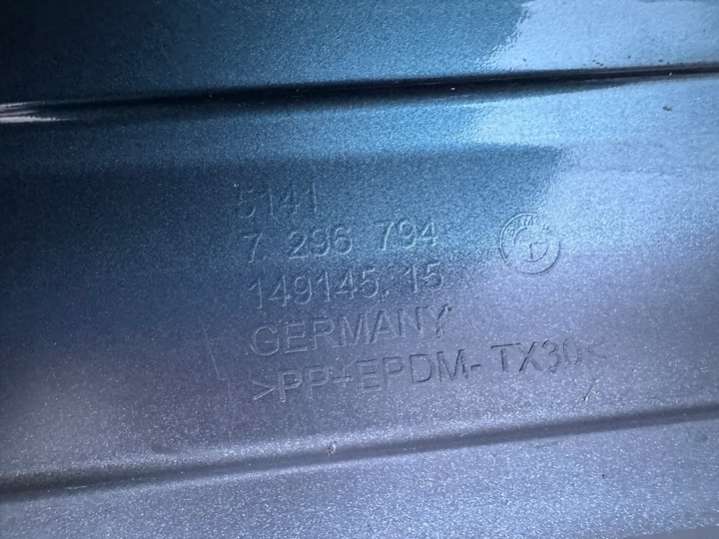 5141
7 296 794
149145.15
GERMANY
>PP+EPDM-TX30<